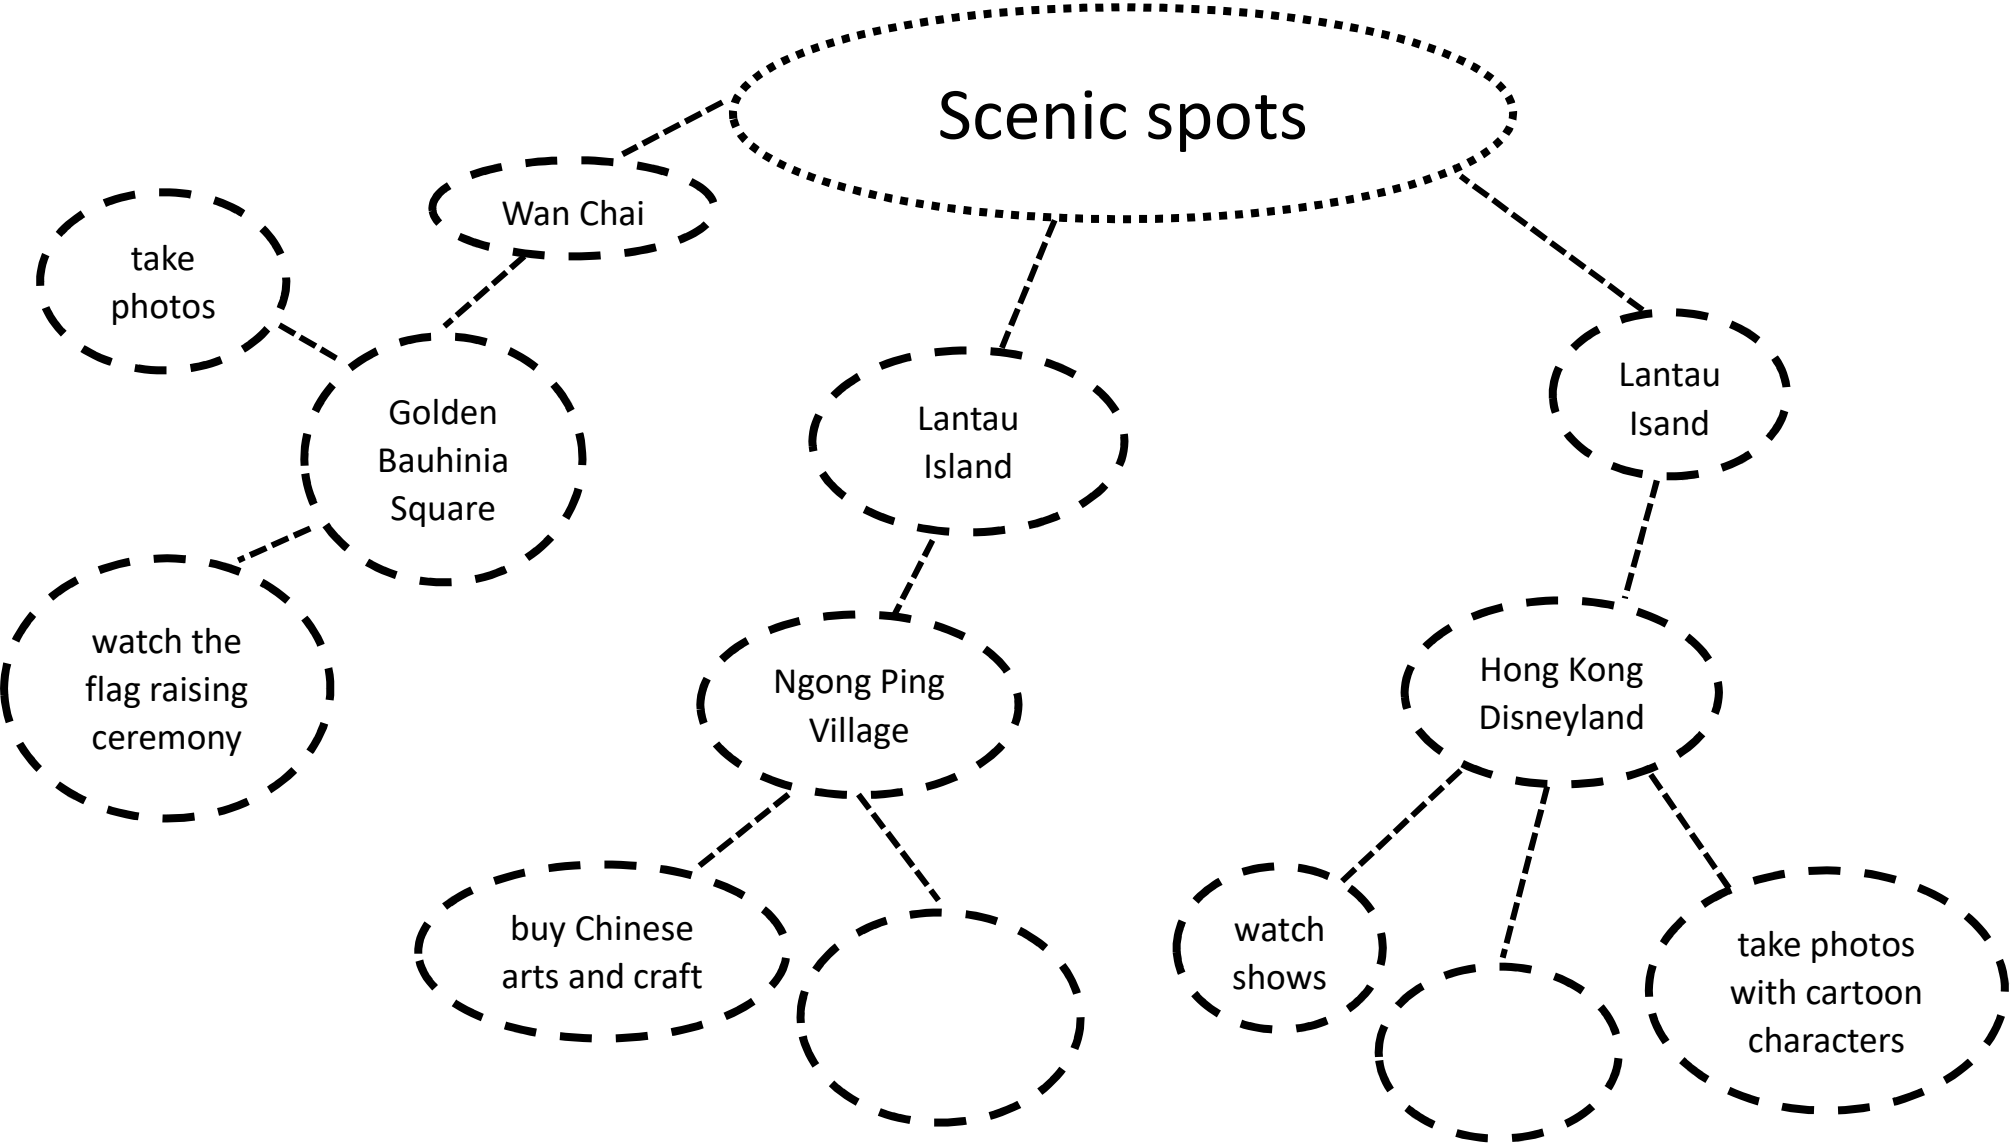 Scenic spots
Wan Chai
take
photos
Golden
Bauhinia
Square
watch the
flag raising
ceremony
Lantau
Island
Ngong Ping
Village
buy Chinese
arts and craft
Lantau
Isand
Hong Kong
Disneyland
watch
shows
take photos
with cartoon
characters